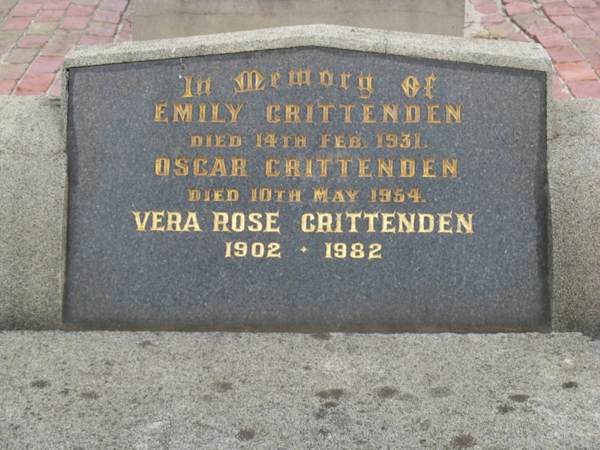 In Memory Of
EMILY CRITTENDEN
DIED 14TH FEB. 1931.
OSCAR CRITTENDEN
DIED 10TH MAY 1954.
VERA ROSE CRITTENDEN
1902 · 1982